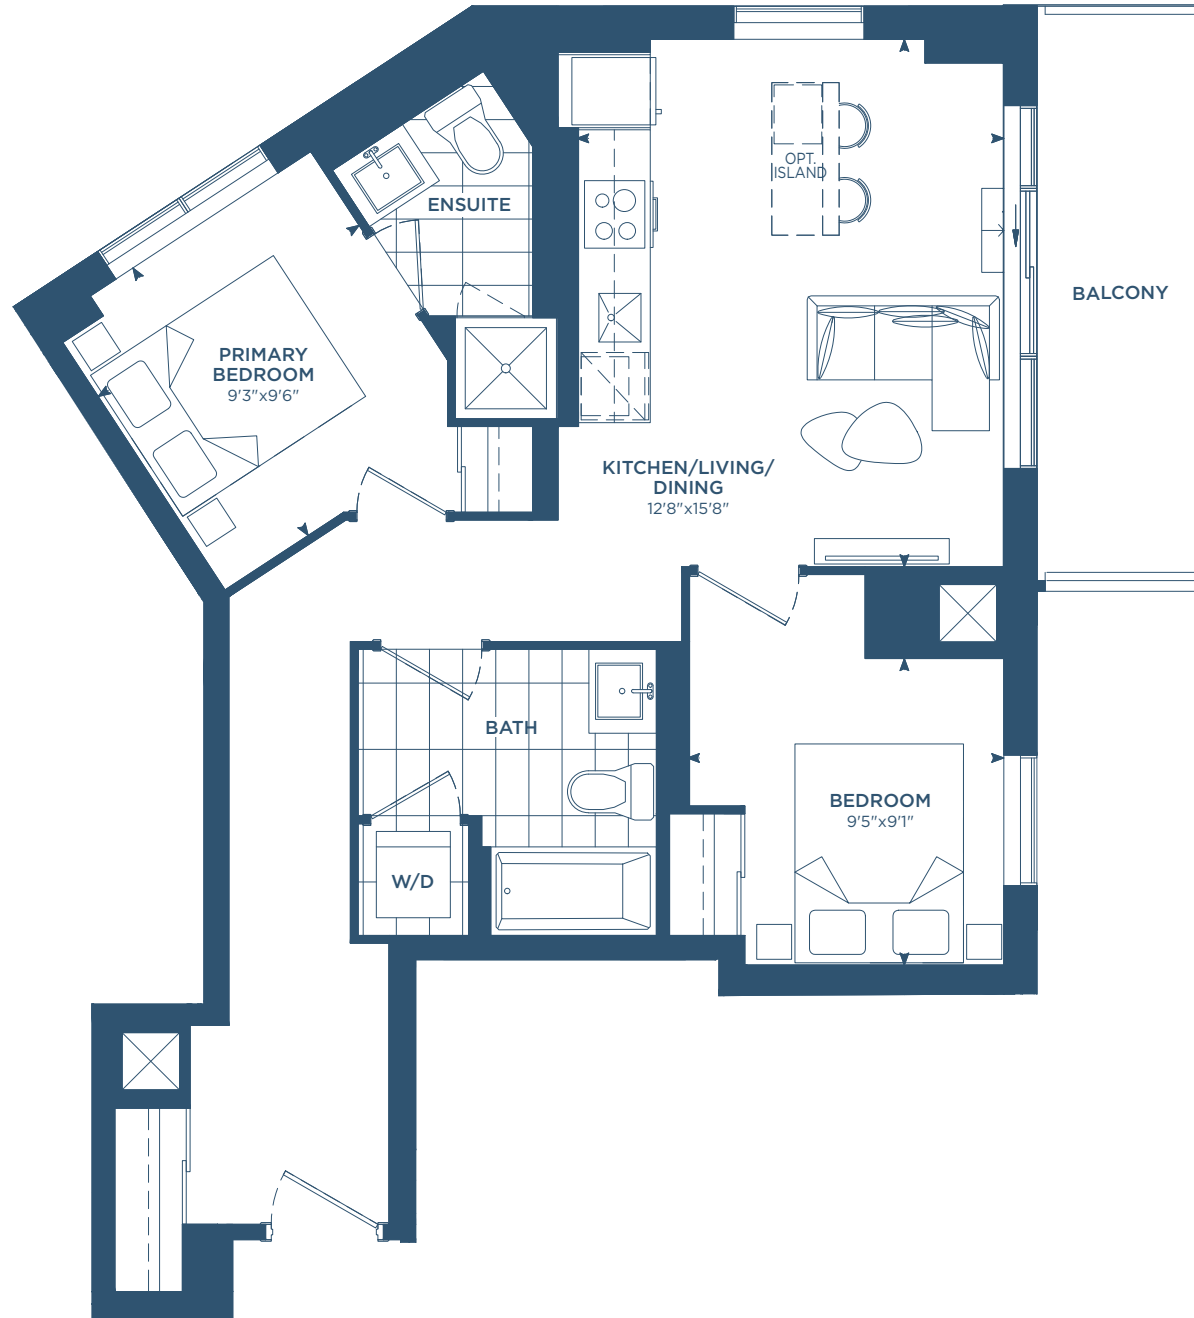 OPT.
ISLAND
ENSUITE
BALCONY
PRIMARY
BEDROOM
9'3"x9'6"
KITCHEN/LIVING/
DINING
12'8"x15'8"
BATH
BEDROOM
9'5"x9'1"
W/D